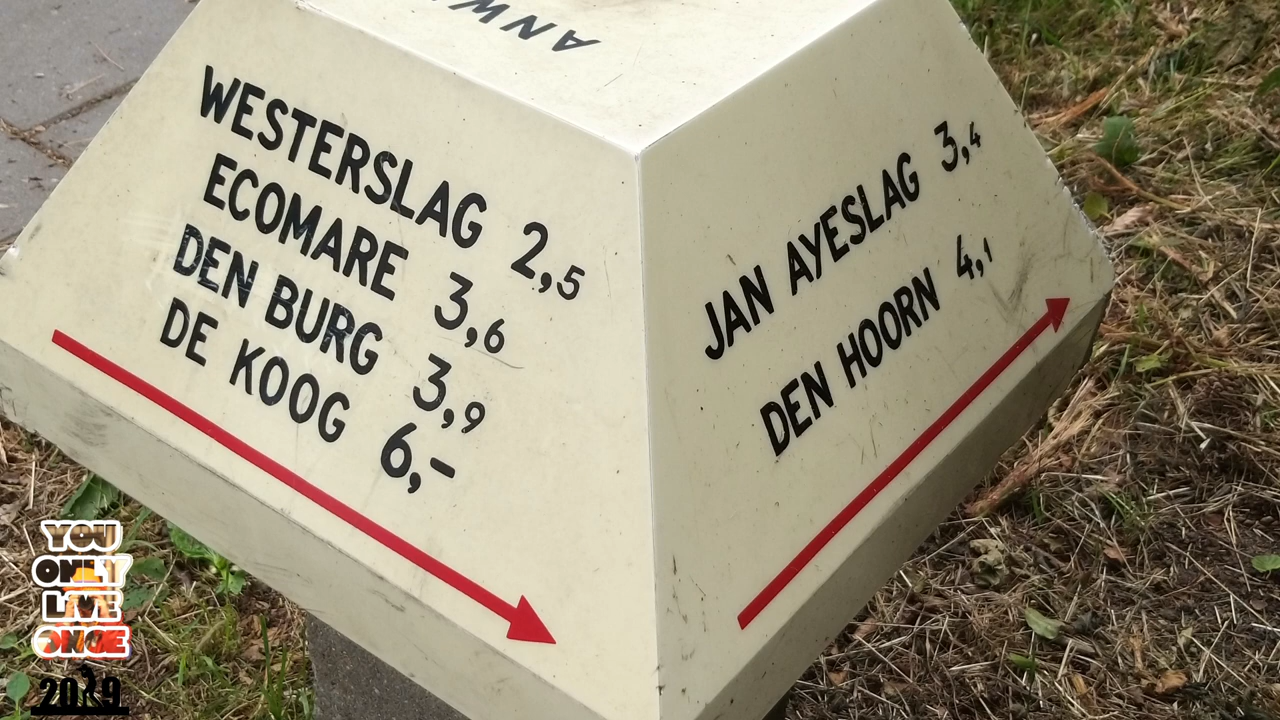 ANW
WESTERSLAG 2,5
ECOMARE 3,6
DEN BURG 3,9
DE KOOG 6,-
JAN AYESLAG 3,4
DEN HOORN 4,1
YOU
ONLY
LIVE
ONCE
2019